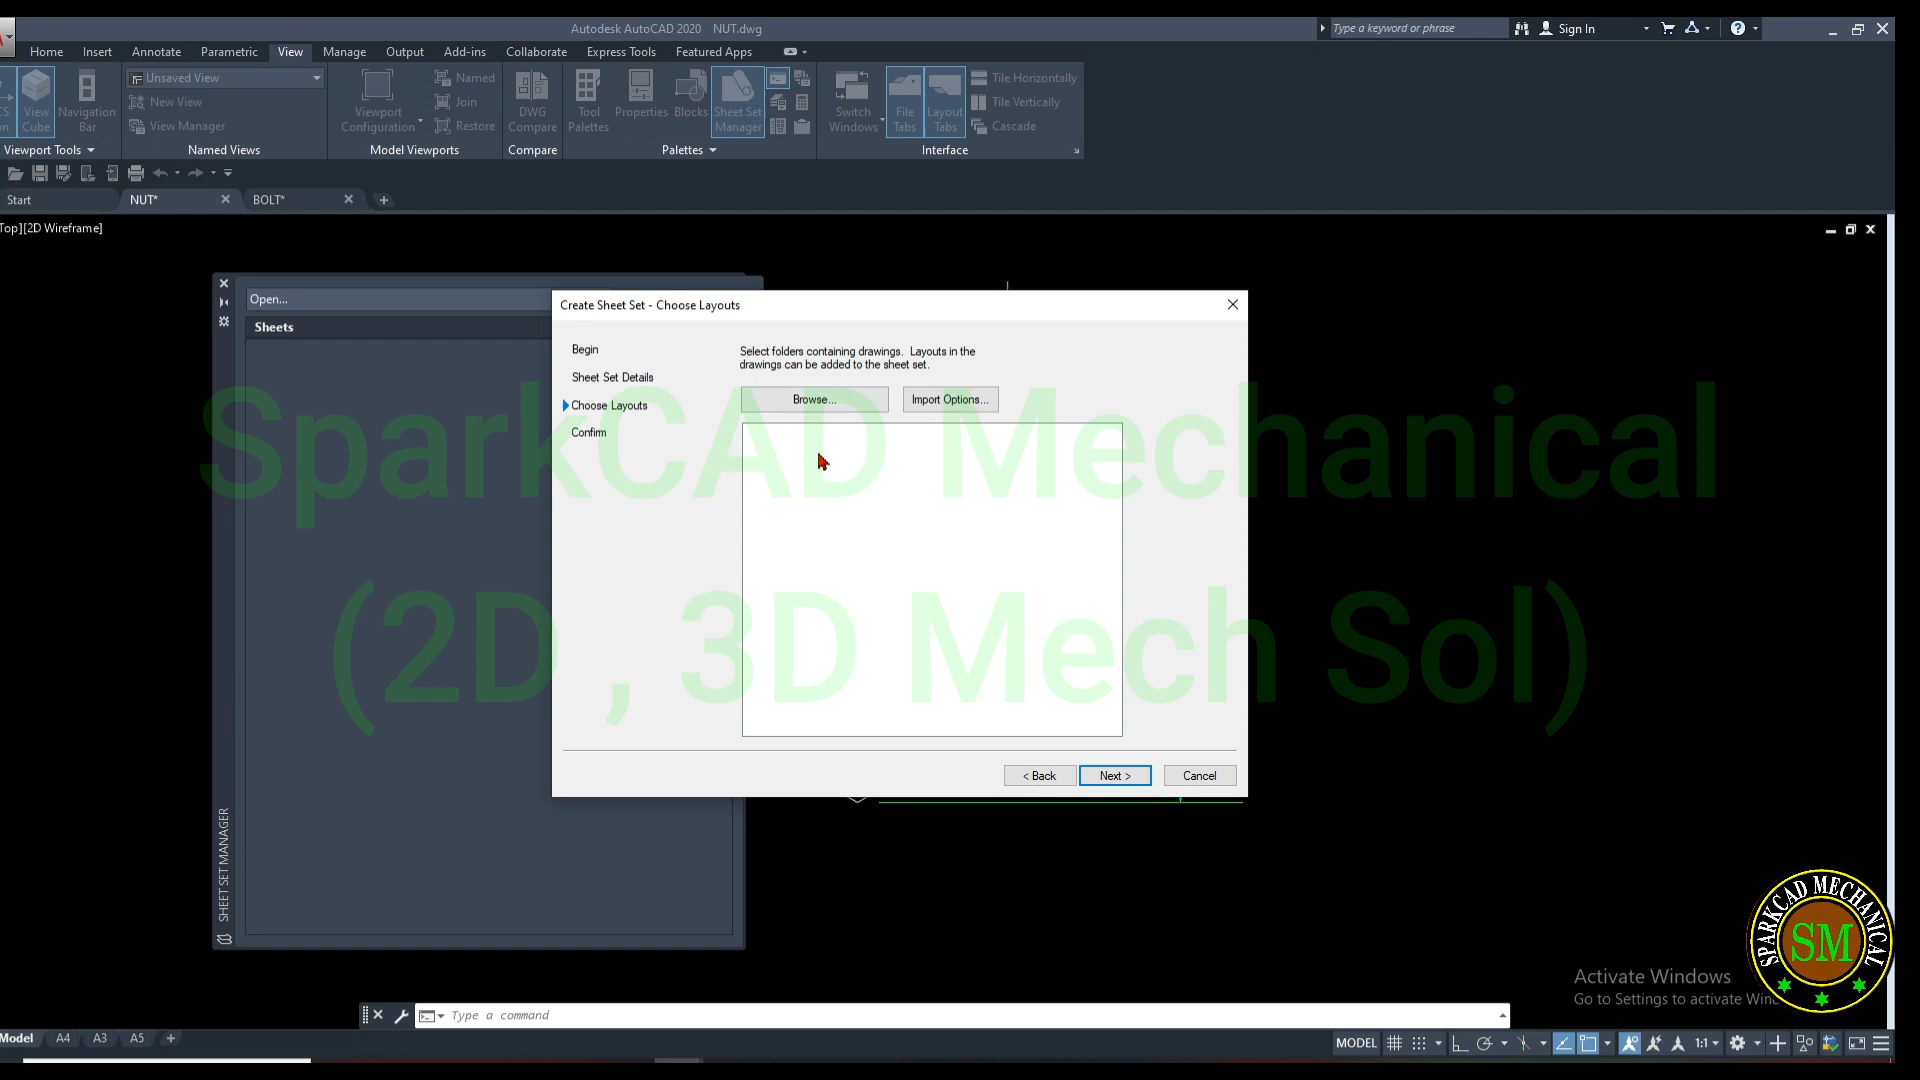 Autodesk AutoCAD 2020 NUT.dwg
Type a keyword or phrase
Sign In
Home Insert Annotate Parametric View Manage Output Add-ins Collaborate Express Tools Featured Apps
View Cube
Navigation Bar
Viewport Tools
Unsaved View
New View
View Manager
Named Views
Viewport Configuration
Named
Join
Restore
Model Viewports
DWG Compare
Compare
Tool Palettes
Properties
Blocks
Sheet Set Manager
Palettes
Switch Windows
File Tabs
Layout Tabs
Tile Horizontally
Tile Vertically
Cascade
Interface
Start NUT* BOLT*
Top][2D Wireframe]
Open...
Sheets
SHEET SET MANAGER
Create Sheet Set - Choose Layouts
Begin
Sheet Set Details
Choose Layouts
Confirm
Select folders containing drawings. Layouts in the
drawings can be added to the sheet set.
Browse... Import Options...
< Back Next > Cancel
SparkCAD Mechanical
(2D , 3D Mech Sol)
SPARKCAD MECHANICAL
SM
Activate Windows
Go to Settings to activate
Type a command
Model A4 A3 A5
MODEL 1:1